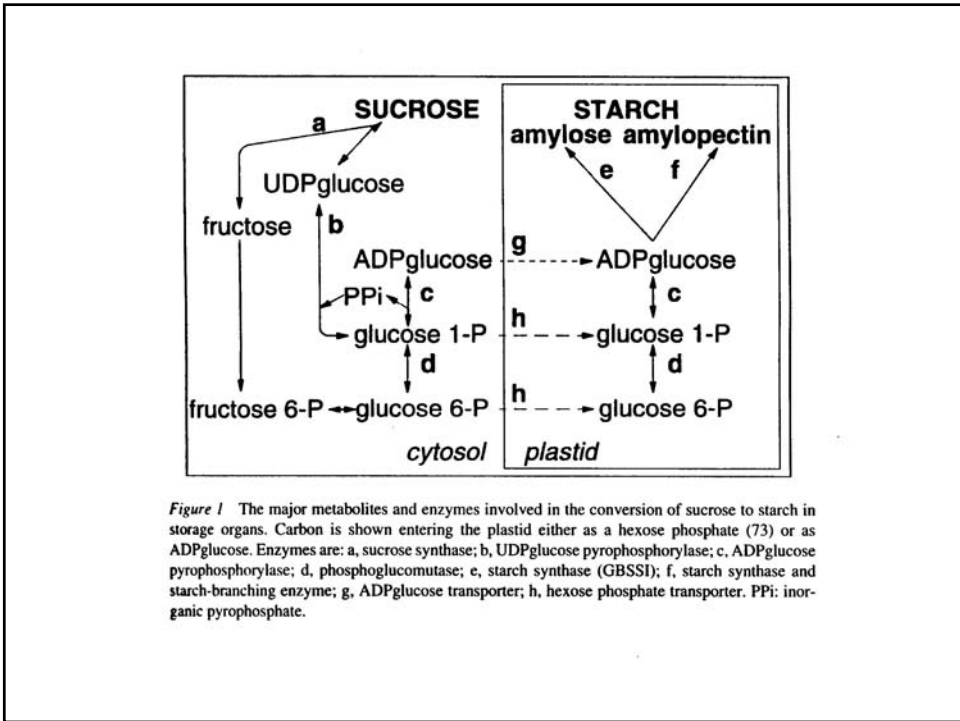 SUCROSE
STARCH
a
amylose amylopectin
e
f
UDPglucose
fructose
b
g
ADPglucose
ADPglucose
PPi
c
c
h
glucose 1-P
glucose 1-P
d
d
h
fructose 6-P
glucose 6-P
glucose 6-P
cytosol
plastid
Figure 1 The major metabolites and enzymes involved in the conversion of sucrose to starch in
storage organs. Carbon is shown entering the plastid either as a hexose phosphate (73) or as
ADPglucose. Enzymes are: a, sucrose synthase; b, UDPglucose pyrophosphorylase; c, ADPglucose
pyrophosphorylase; d, phosphoglucomutase; e, starch synthase (GBSSI); f, starch synthase and
starch-branching enzyme; g, ADPglucose transporter; h, hexose phosphate transporter. PPi: inor-
ganic pyrophosphate.